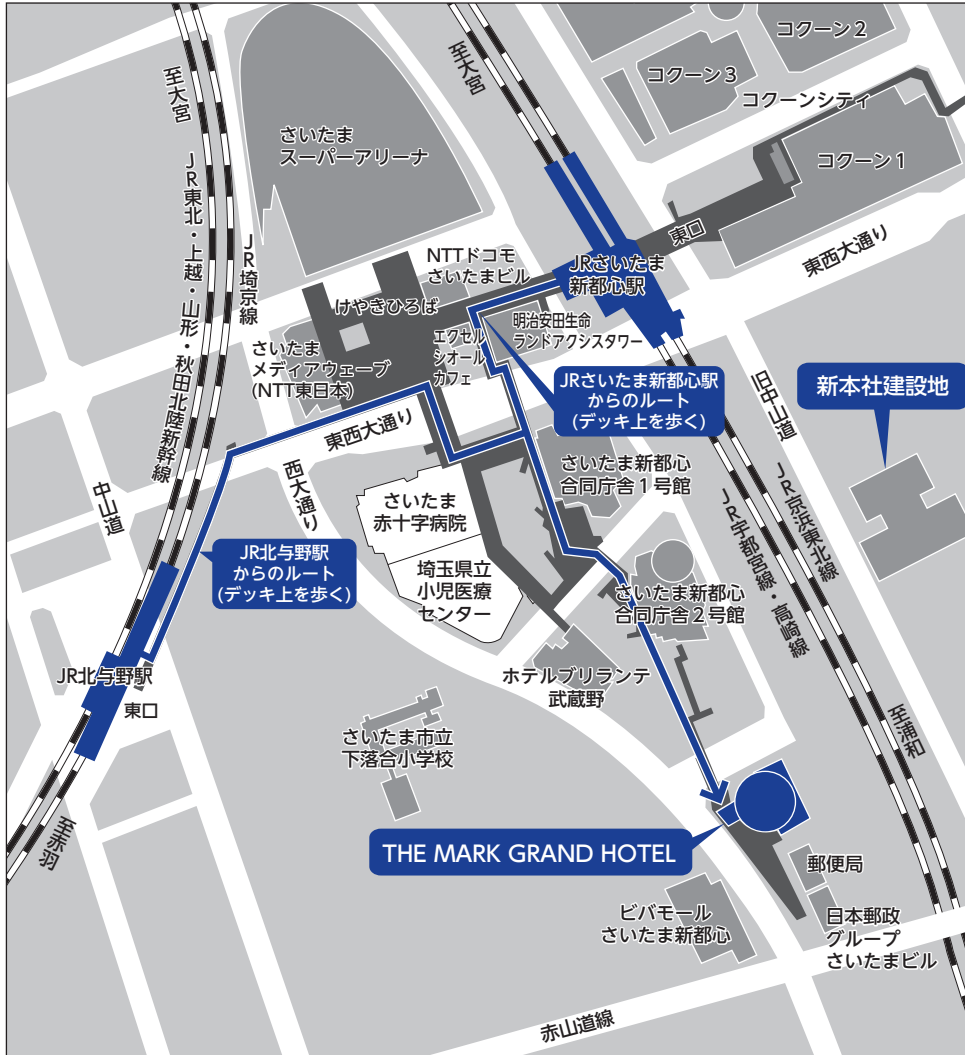 至大宮
至大宮
コクーン2
コクーン3
コクーンシティ
コクーン1
さいたま
スーパーアリーナ
JR東北・上越・山形・秋田北陸新幹線
JR埼京線
東口
NTTドコモ
さいたまビル
JRさいたま
新都心駅
東西大通り
けやきひろば
エクセル
シオール
カフェ
明治安田生命
ランドアクシスタワー
さいたま
メディアウェーブ
(NTT東日本)
JRさいたま新都心駅
からのルート
(デッキ上を歩く)
旧中山道
新本社建設地
東西大通り
中山道
西大通り
さいたま
赤十字病院
さいたま新都心
合同庁舎1号館
JR京浜東北線
JR宇都宮線・高崎線
JR北与野駅
からのルート
(デッキ上を歩く)
埼玉県立
小児医療
センター
さいたま新都心
合同庁舎2号館
JR北与野駅
東口
ホテルブリランテ
武蔵野
さいたま市立
下落合小学校
至浦和
至赤羽
THE MARK GRAND HOTEL
郵便局
ビバモール
さいたま新都心
日本郵政
グループ
さいたまビル
赤山道線